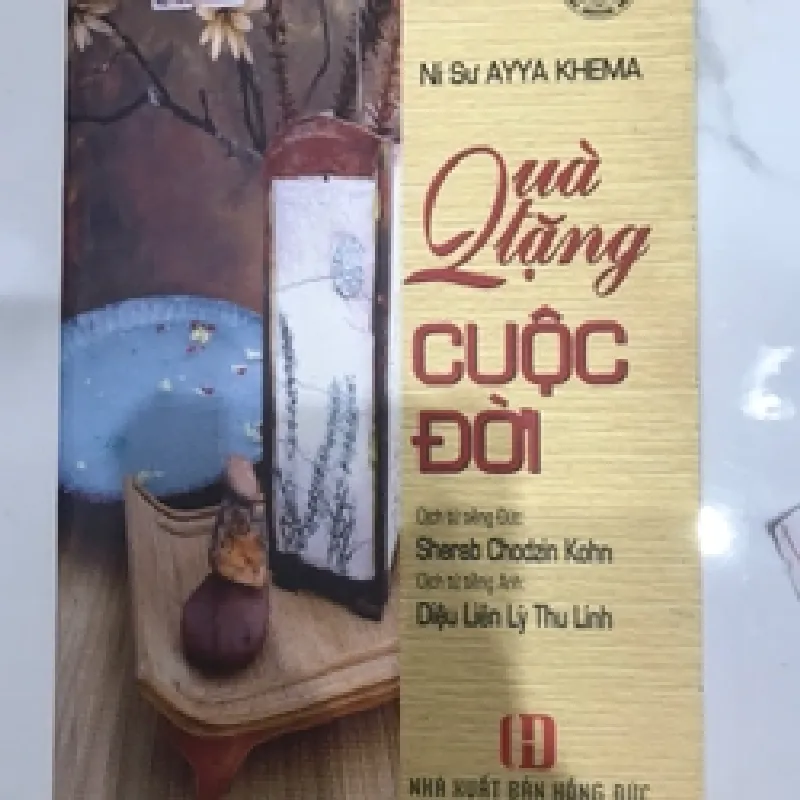 Ni Sư AYYA KHEMA
Quà
tặng
CUỘC
ĐỜI
Dịch từ tiếng Đức:
Sherab Chodzin Kohn
Dịch từ tiếng Anh:
Diệu Liên Lý Thu Linh
NHÀ XUẤT BẢN HỒNG ĐỨC